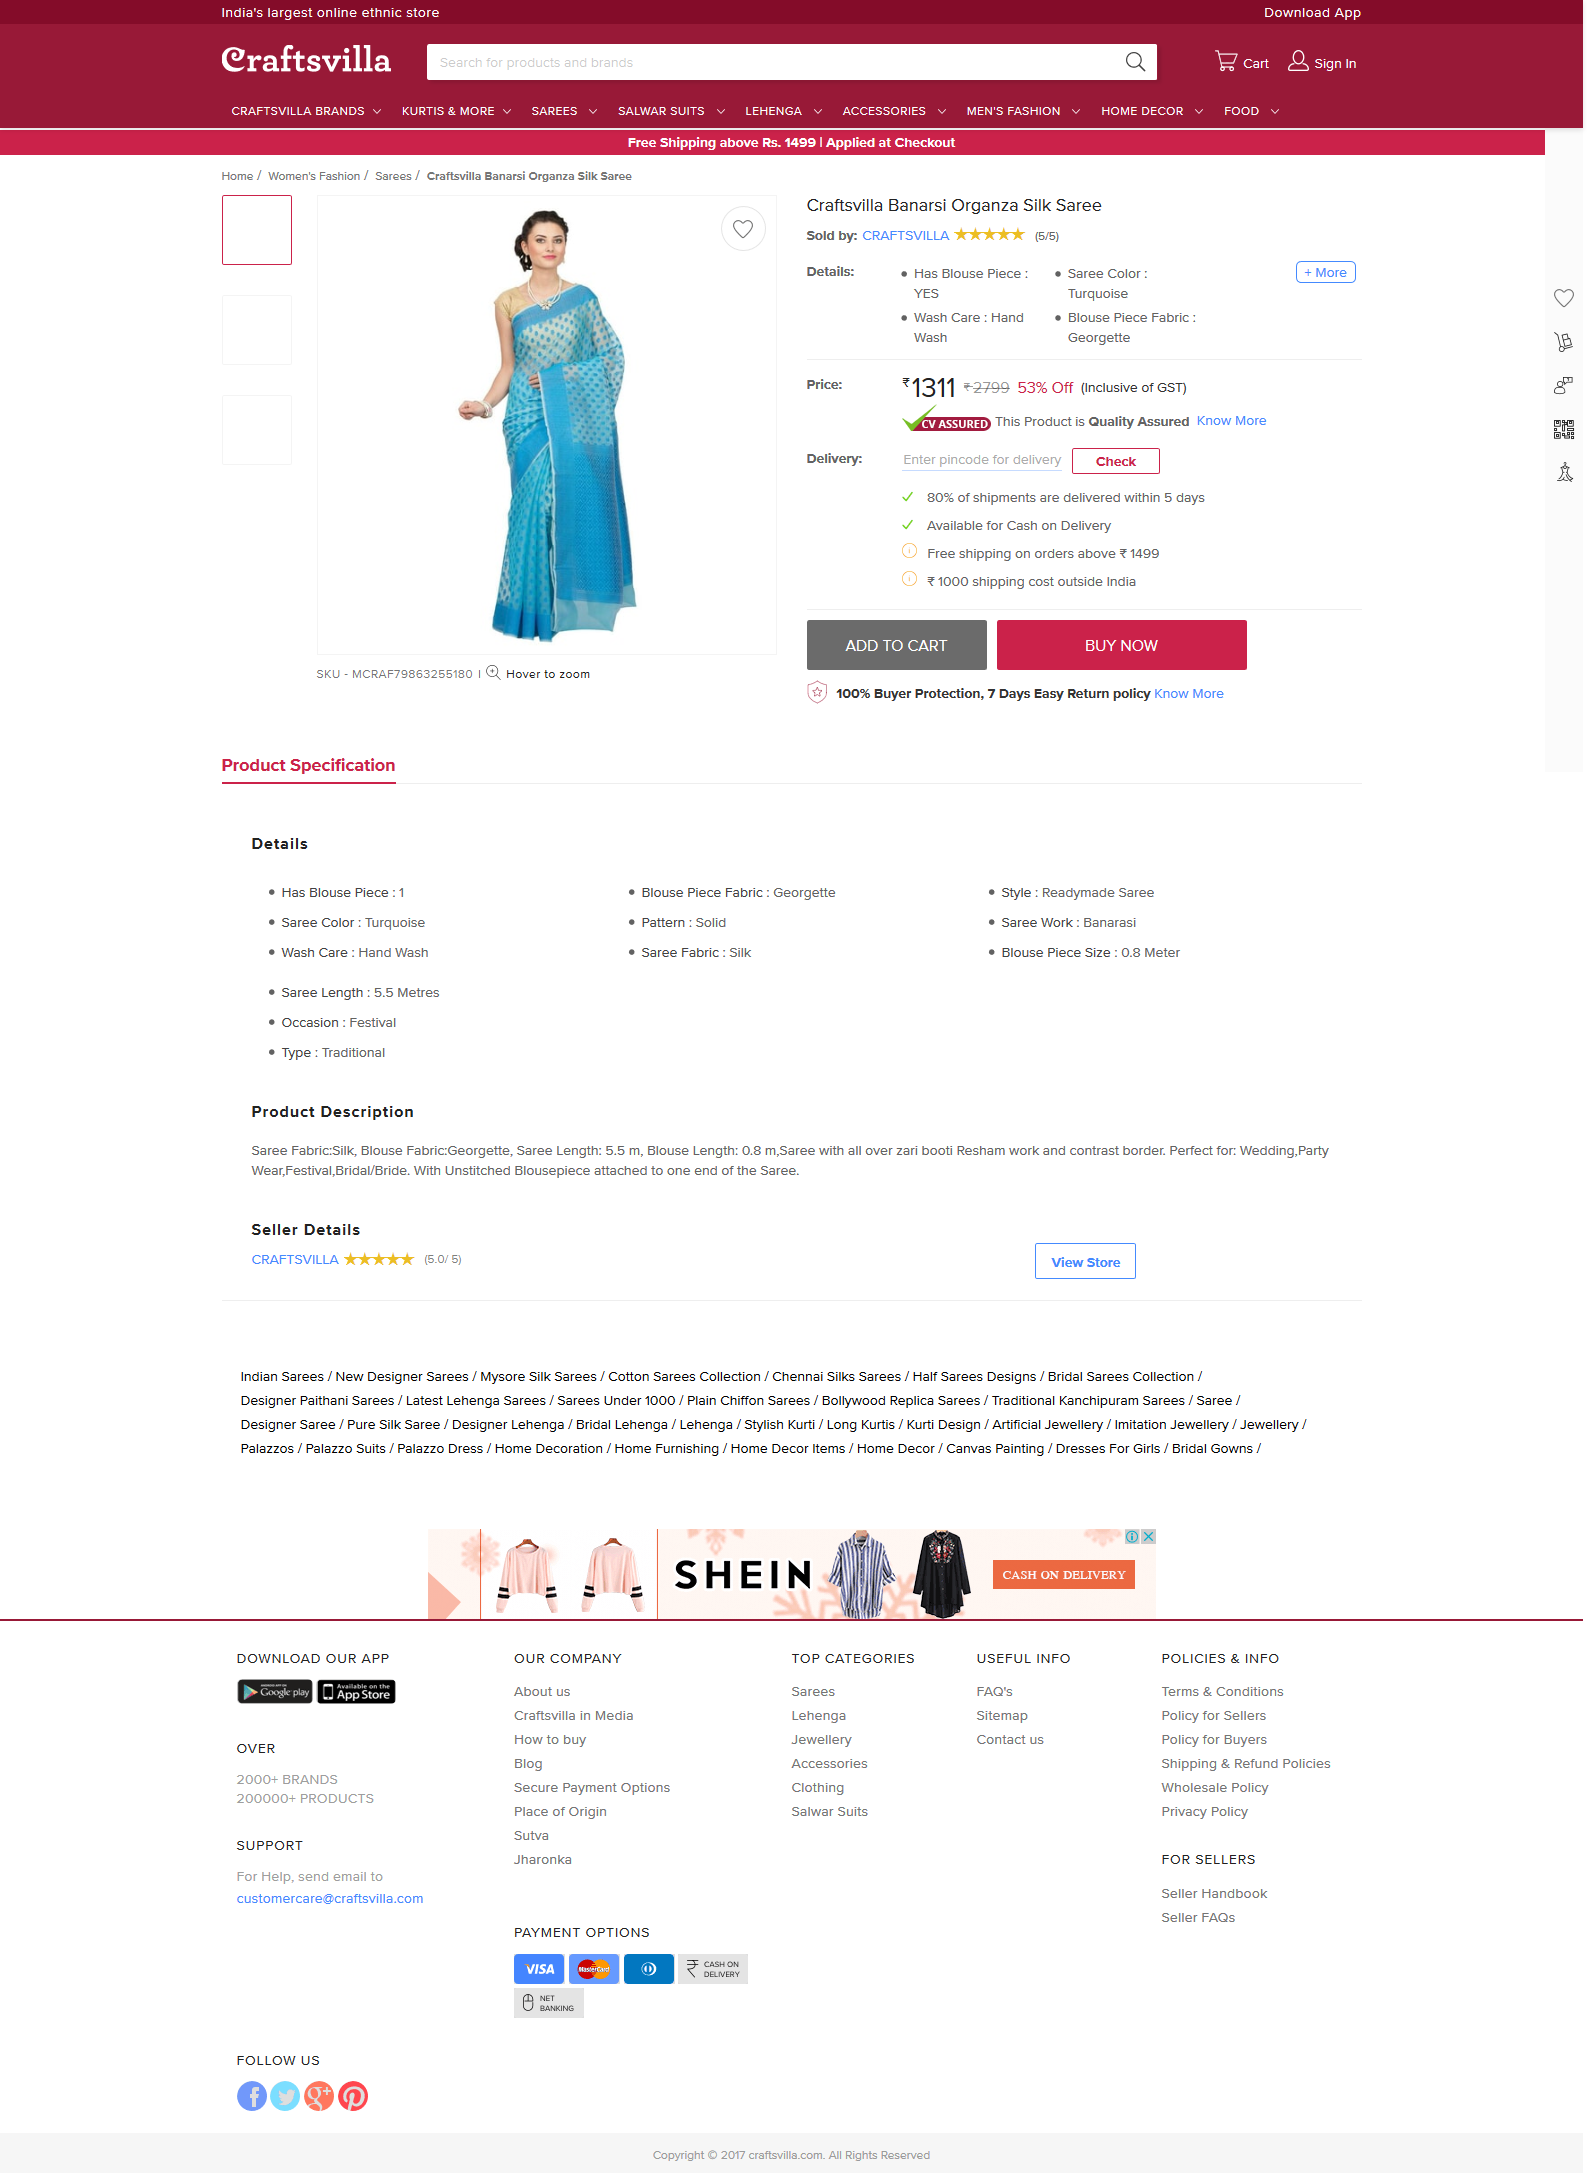 India's largest online ethnic store
Download App
Craftsvilla
Search for products and brands
Cart
Sign In
CRAFTSVILLA BRANDS
KURTIS & MORE
SAREES
SALWAR SUITS
LEHENGA
ACCESSORIES
MEN'S FASHION
HOME DECOR
FOOD
Free Shipping above Rs. 1499 | Applied at Checkout
Home / Women's Fashion / Sarees / Craftsvilla Banarsi Organza Silk Saree
Craftsvilla Banarsi Organza Silk Saree
Sold by: CRAFTSVILLA (5/5)
Details:
Has Blouse Piece :
YES
Saree Color :
Turquoise
+ More
Wash Care : Hand
Wash
Blouse Piece Fabric :
Georgette
Price:
₹1311 ₹2799 53% Off (Inclusive of GST)
CV ASSURED This Product is Quality Assured Know More
Delivery:
Enter pincode for delivery
Check
80% of shipments are delivered within 5 days
Available for Cash on Delivery
Free shipping on orders above ₹ 1499
₹ 1000 shipping cost outside India
ADD TO CART
BUY NOW
SKU - MCRAF79863255180 | Hover to zoom
100% Buyer Protection, 7 Days Easy Return policy Know More
Product Specification
Details
Has Blouse Piece : 1
Blouse Piece Fabric : Georgette
Style : Readymade Saree
Saree Color : Turquoise
Pattern : Solid
Saree Work : Banarasi
Wash Care : Hand Wash
Saree Fabric : Silk
Blouse Piece Size : 0.8 Meter
Saree Length : 5.5 Metres
Occasion : Festival
Type : Traditional
Product Description
Saree Fabric:Silk, Blouse Fabric:Georgette, Saree Length: 5.5 m, Blouse Length: 0.8 m,Saree with all over zari booti Resham work and contrast border. Perfect for: Wedding,Party
Wear,Festival,Bridal/Bride. With Unstitched Blousepiece attached to one end of the Saree.
Seller Details
CRAFTSVILLA (5.0/ 5)
View Store
Indian Sarees / New Designer Sarees / Mysore Silk Sarees / Cotton Sarees Collection / Chennai Silks Sarees / Half Sarees Designs / Bridal Sarees Collection /
Designer Paithani Sarees / Latest Lehenga Sarees / Sarees Under 1000 / Plain Chiffon Sarees / Bollywood Replica Sarees / Traditional Kanchipuram Sarees / Saree /
Designer Saree / Pure Silk Saree / Designer Lehenga / Bridal Lehenga / Lehenga / Stylish Kurti / Long Kurtis / Kurti Design / Artificial Jewellery / Imitation Jewellery / Jewellery /
Palazzos / Palazzo Suits / Palazzo Dress / Home Decoration / Home Furnishing / Home Decor Items / Home Decor / Canvas Painting / Dresses For Girls / Bridal Gowns /
SHEIN
CASH ON DELIVERY
DOWNLOAD OUR APP
ANDROID APP ON
Google play
Available on the
App Store
OVER
2000+ BRANDS
200000+ PRODUCTS
SUPPORT
For Help, send email to
customercare@craftsvilla.com
OUR COMPANY
About us
Craftsvilla in Media
How to buy
Blog
Secure Payment Options
Place of Origin
Sutva
Jharonka
TOP CATEGORIES
Sarees
Lehenga
Jewellery
Accessories
Clothing
Salwar Suits
USEFUL INFO
FAQ's
Sitemap
Contact us
POLICIES & INFO
Terms & Conditions
Policy for Sellers
Policy for Buyers
Shipping & Refund Policies
Wholesale Policy
Privacy Policy
FOR SELLERS
Seller Handbook
Seller FAQs
PAYMENT OPTIONS
VISA
MasterCard
CASH ON
DELIVERY
NET
BANKING
FOLLOW US
Copyright © 2017 craftsvilla.com. All Rights Reserved